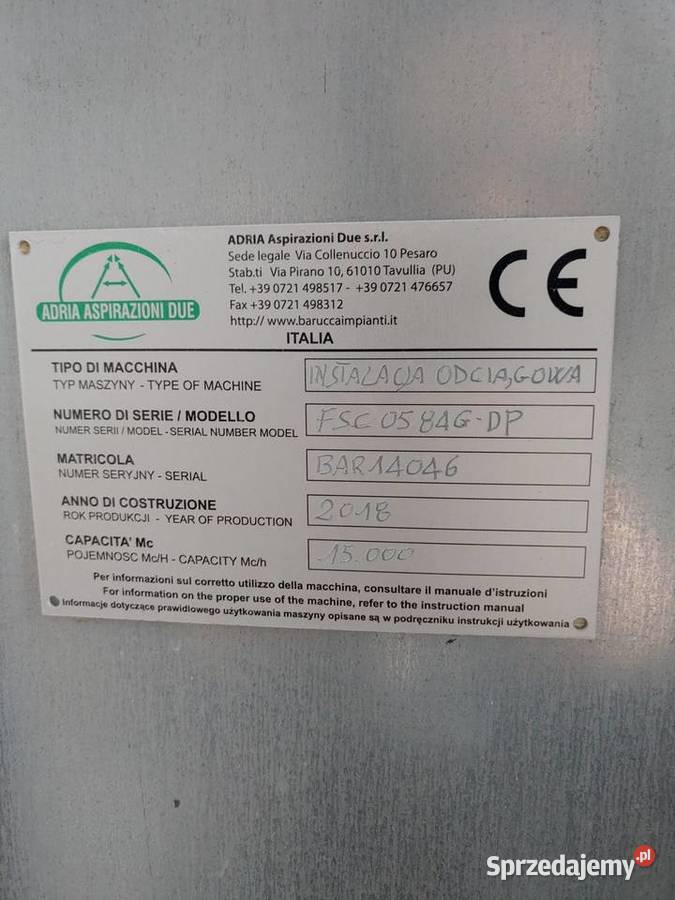 ADRIA ASPIRAZIONI DUE
ADRIA Aspirazioni Due s.r.l.
Sede legale Via Collenuccio 10 Pesaro
Stab.ti Via Pirano 10, 61010 Tavullia (PU)
Tel.+39 0721 498517 - +39 0721 476657
Fax +39 0721 498312
http:// www.baruccaimpianti.it
CE
ITALIA
TIPO DI MACCHINA
TYP MASZYNY - TYPE OF MACHINE
INSTALACJA ODCIĄGOWA
NUMERO DI SERIE / MODELLO
NUMER SERII / MODEL -SERIAL NUMBER MODEL
FSC 0584G-DP
MATRICOLA
NUMER SERYJNY - SERIAL
BAR14046
ANNO DI COSTRUZIONE
ROK PRODUKCJI - YEAR OF PRODUCTION
2018
CAPACITA' Mc
POJEMNOSC Mc/H - CAPACITY Mc/h
15.000
Per informazioni sul corretto utilizzo della macchina, consultare il manuale d'istruzioni
For information on the proper use of the machine, refer to the instruction manual
Informacje dotyczące prawidłowego użytkowania maszyny opisane są w podręczniku instrukcji użytkowania
Sprzedajemy.pl